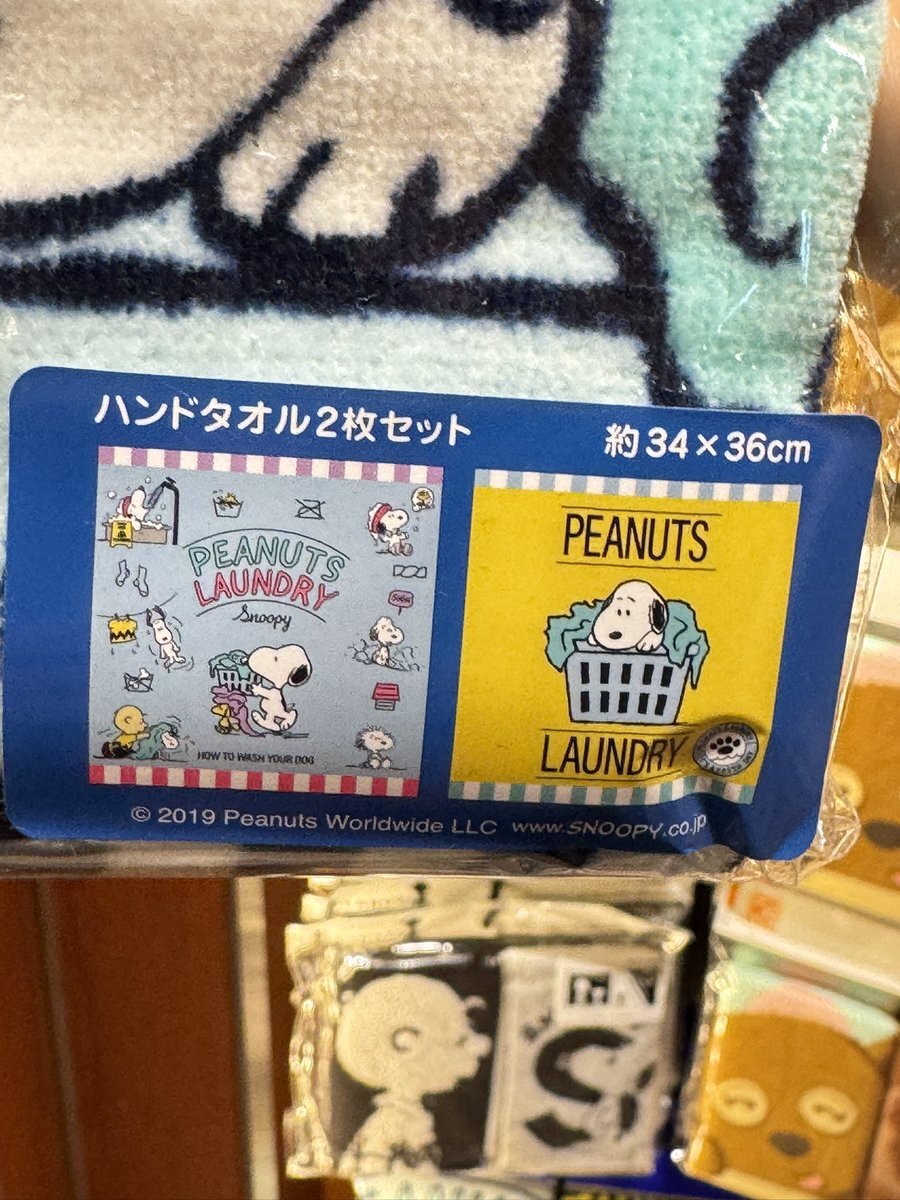 ハンドタオル2枚セット
約34×36cm
PEANUTS
LAUNDRY
Snoopy
HOW TO WASH YOUR DOG
PEANUTS
LAUNDRY
© 2019 Peanuts Worldwide LLC www.SNOOPY.co.jp